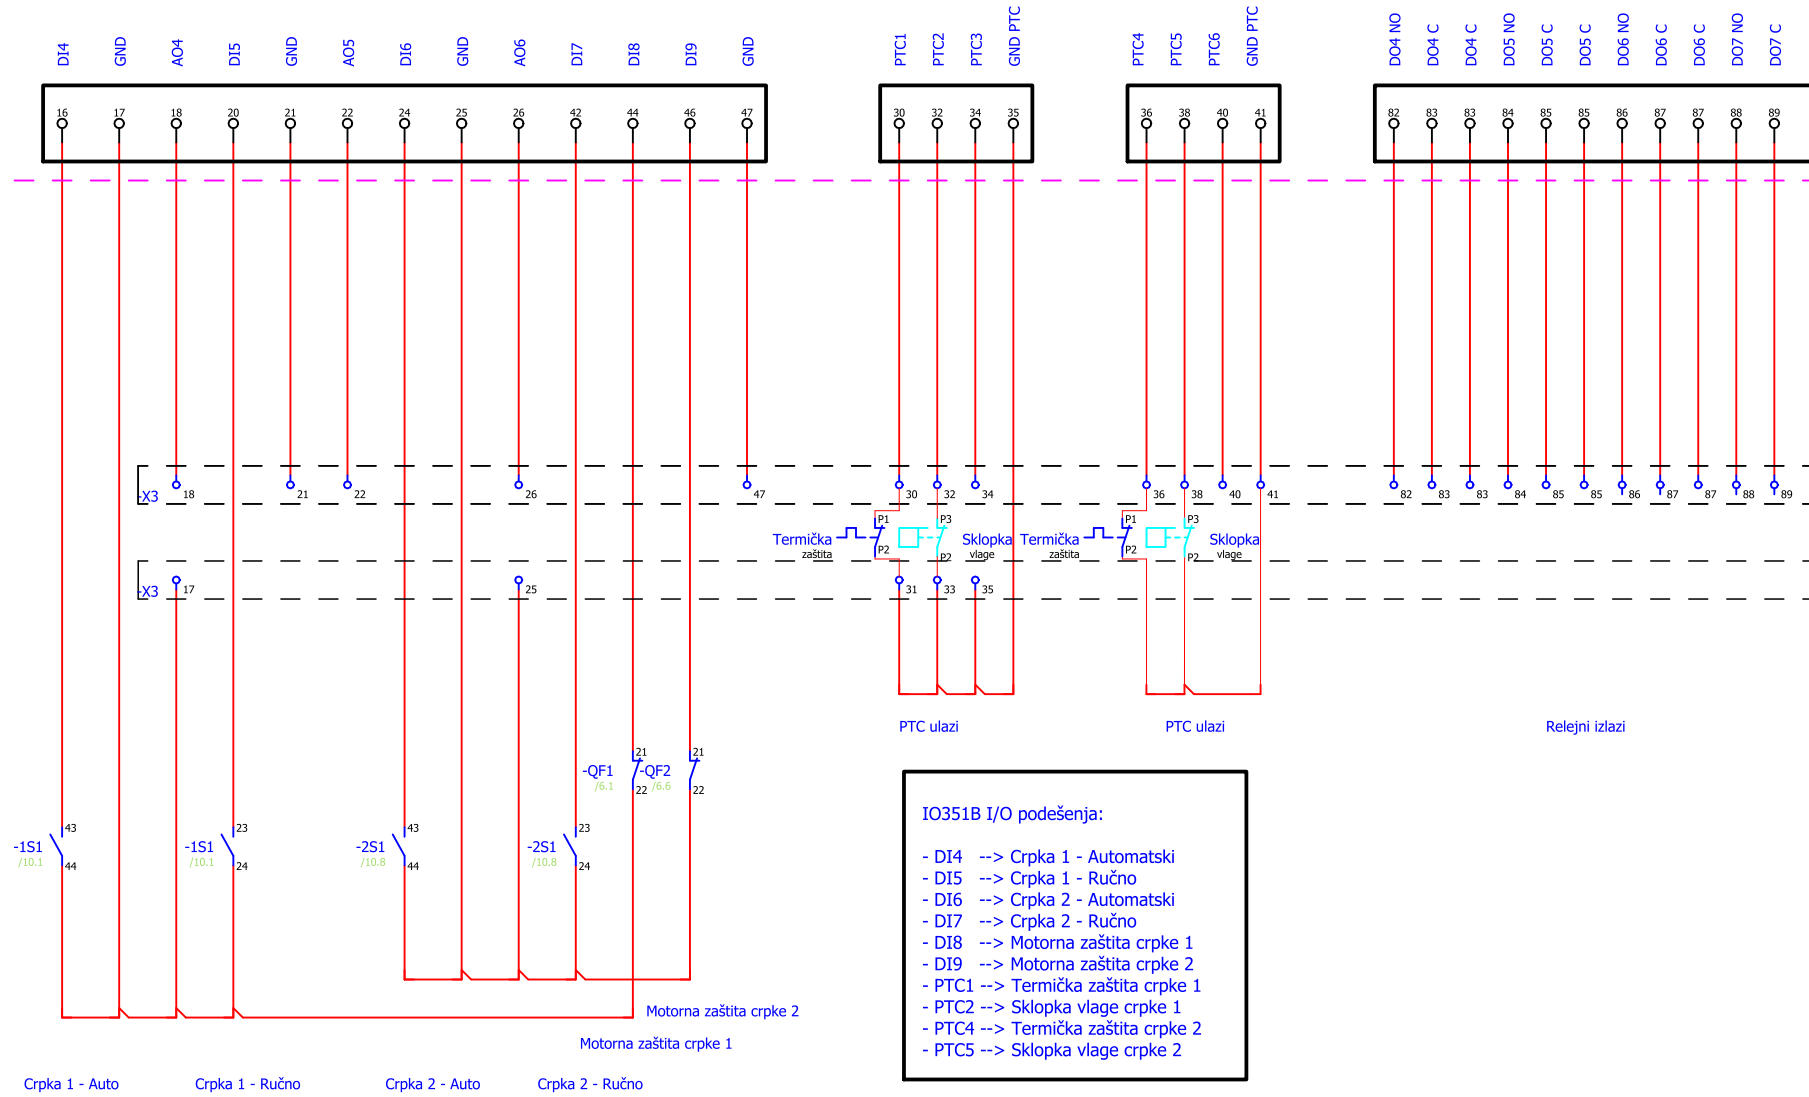 DI4 GND AO4 DI5 GND AO5 DI6 GND AO6 DI7 DI8 DI9 GND PTC1 PTC2 PTC3 GND PTC PTC4 PTC5 PTC6 GND PTC DO4 NO DO4 C DO4 C DO5 NO DO5 C DO5 C DO6 NO DO6 C DO6 C DO7 NO DO7 C
16 17 18 20 21 22 24 25 26 42 44 46 47 30 32 34 35 36 38 40 41 82 83 83 84 85 85 86 87 87 88 89
-X3 18 21 22 26 47 30 32 34 36 38 40 41 82 83 83 84 85 85 86 87 87 88 89
P1 P3 P1 P3
Termička Sklopka Termička Sklopka
zaštita P2 P2 vlage zaštita P2 P2 vlage
-X3 17 25 31 33 35
PTC ulazi PTC ulazi Relejni izlazi
21 21
-QF1 -QF2
/6.1 22 /6.6 22
43 23 43 23
-1S1 -1S1 -2S1 -2S1
/10.1 44 /10.1 24 /10.8 44 /10.8 24
IO351B I/O podešenja:
- DI4 --> Crpka 1 - Automatski
- DI5 --> Crpka 1 - Ručno
- DI6 --> Crpka 2 - Automatski
- DI7 --> Crpka 2 - Ručno
- DI8 --> Motorna zaštita crpke 1
- DI9 --> Motorna zaštita crpke 2
- PTC1 --> Termička zaštita crpke 1
- PTC2 --> Sklopka vlage crpke 1
- PTC4 --> Termička zaštita crpke 2
- PTC5 --> Sklopka vlage crpke 2
Motorna zaštita crpke 2
Motorna zaštita crpke 1
Crpka 1 - Auto Crpka 1 - Ručno Crpka 2 - Auto Crpka 2 - Ručno